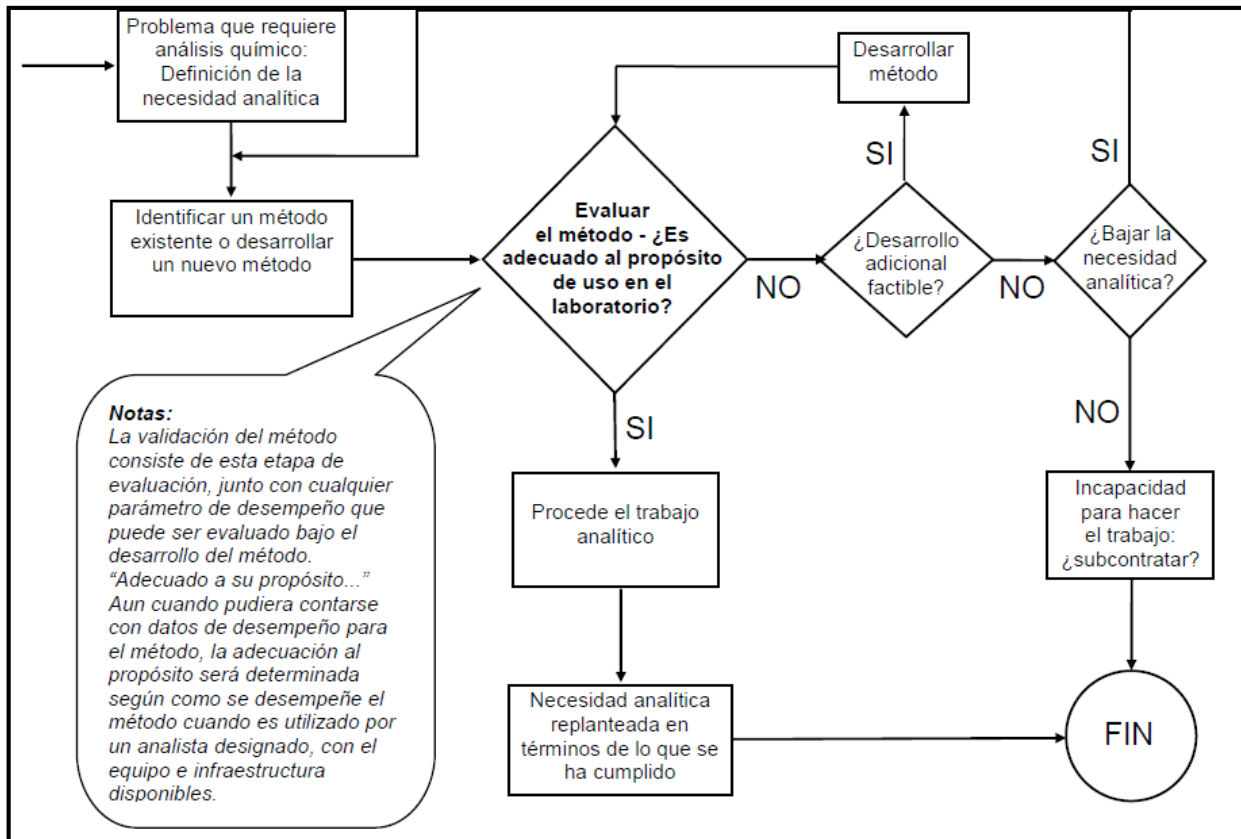 Problema que requiere
análisis químico:
Definición de la
necesidad analítica
Desarrollar
método
SI
SI
Identificar un método
existente o desarrollar
un nuevo método
Evaluar
el método - ¿Es
adecuado al propósito
de uso en el
laboratorio?
NO
¿Desarrollo
adicional
factible?
NO
¿Bajar la
necesidad
analítica?
SI
NO
Notas:
La validación del método
consiste de esta etapa de
evaluación, junto con cualquier
parámetro de desempeño que
puede ser evaluado bajo el
desarrollo del método.
“Adecuado a su propósito...”
Aun cuando pudiera contarse
con datos de desempeño para
el método, la adecuación al
propósito será determinada
según como se desempeñe el
método cuando es utilizado por
un analista designado, con el
equipo e infraestructura
disponibles.
Procede el trabajo
analítico
Incapacidad
para hacer
el trabajo:
¿subcontratar?
Necesidad analítica
replanteada en
términos de lo que se
ha cumplido
FIN